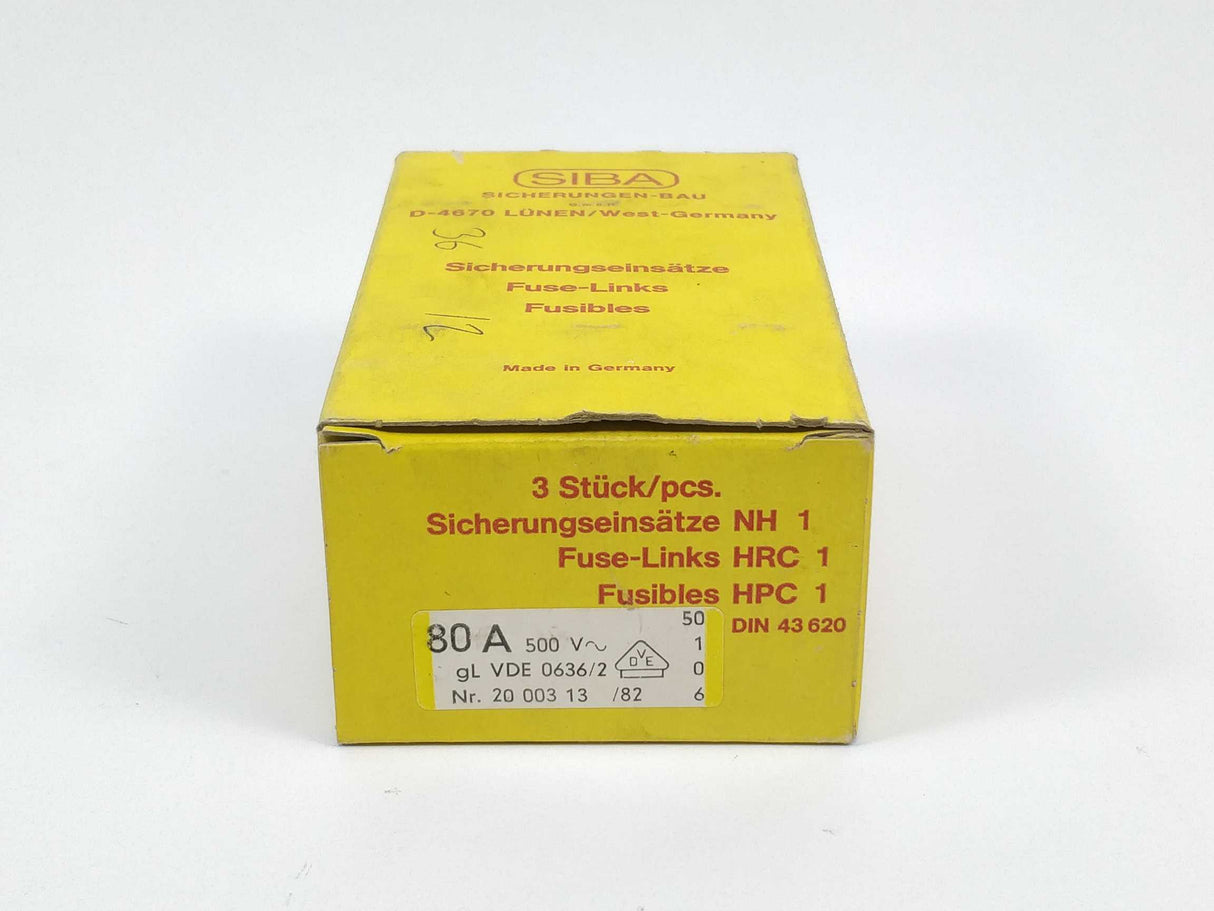 SIBA
SICHERUNGEN-BAU
G.m.b.H.
D-4670 LÜNEN/West-Germany
36
Sicherungseinsätze
Fuse-Links
Fusibles
12
Made in Germany
3 Stück/pcs.
Sicherungseinsätze NH 1
Fuse-Links HRC 1
Fusibles HPC 1
DIN 43 620
80 A 500 V~ 50
gL VDE 0636/2 DVE 1
0
Nr. 20 003 13 /82 6